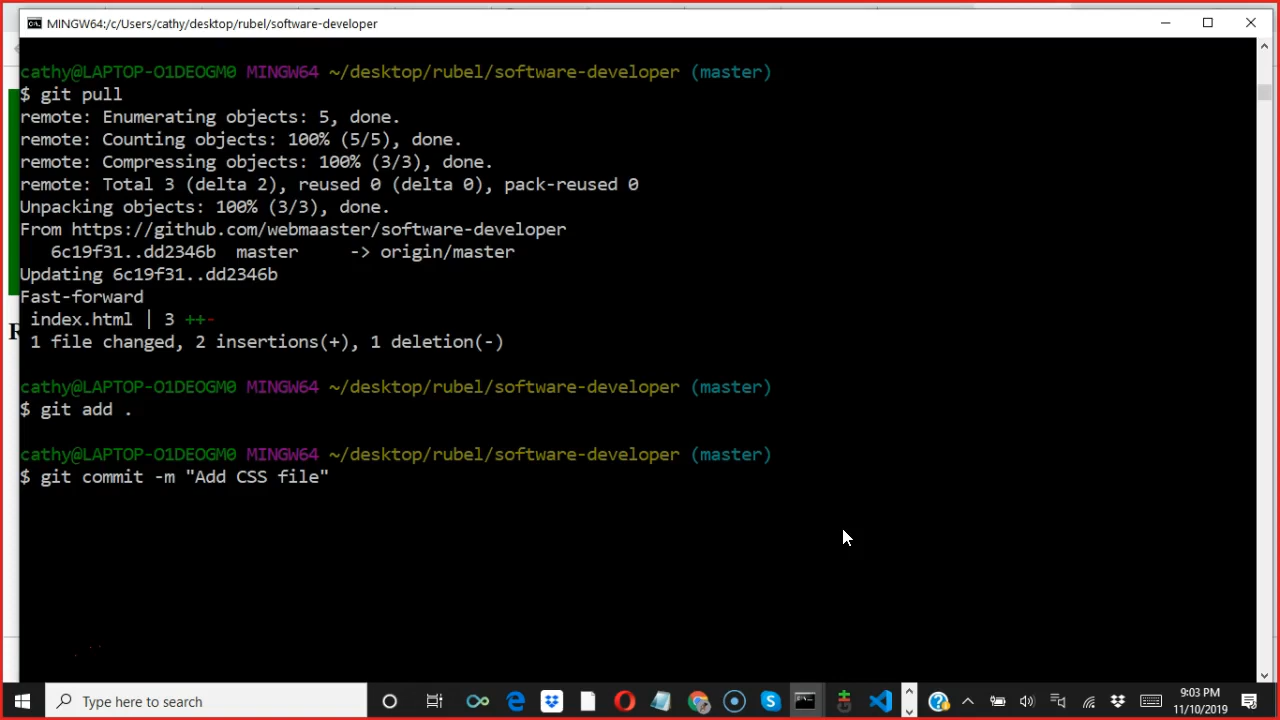 MINGW64:/c/Users/cathy/desktop/rubel/software-developer
cathy@LAPTOP-O1DEOGM0 MINGW64 ~/desktop/rubel/software-developer (master)
$ git pull
remote: Enumerating objects: 5, done.
remote: Counting objects: 100% (5/5), done.
remote: Compressing objects: 100% (3/3), done.
remote: Total 3 (delta 2), reused 0 (delta 0), pack-reused 0
Unpacking objects: 100% (3/3), done.
From https://github.com/webmaaster/software-developer
   6c19f31..dd2346b  master     -> origin/master
Updating 6c19f31..dd2346b
Fast-forward
 index.html | 3 ++-
 1 file changed, 2 insertions(+), 1 deletion(-)
cathy@LAPTOP-O1DEOGM0 MINGW64 ~/desktop/rubel/software-developer (master)
$ git add .
cathy@LAPTOP-O1DEOGM0 MINGW64 ~/desktop/rubel/software-developer (master)
$ git commit -m "Add CSS file"
Type here to search
9:03 PM
11/10/2019